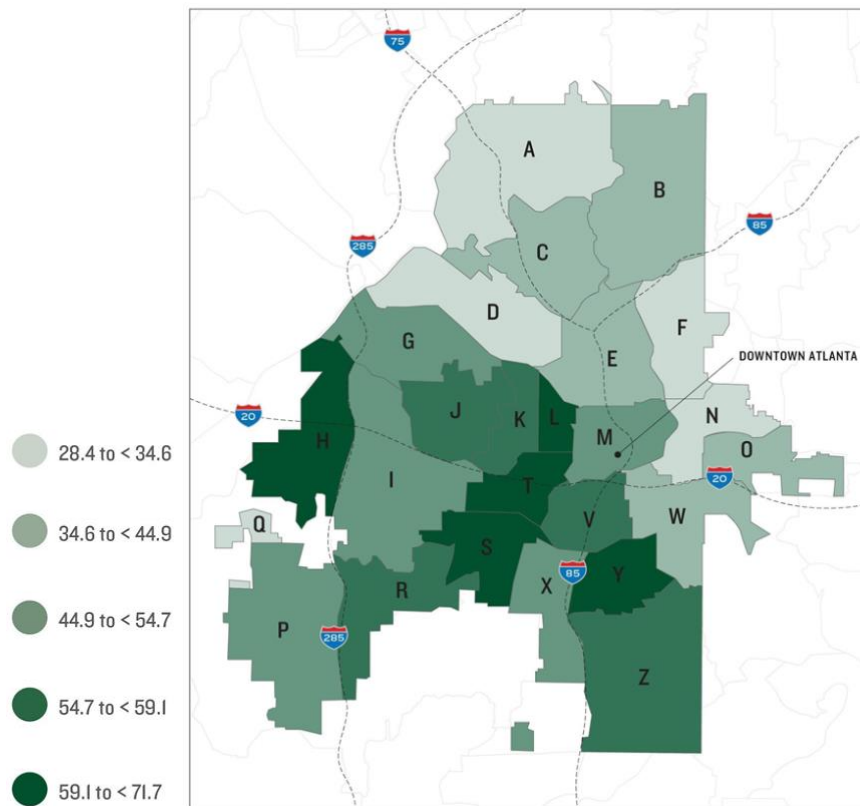 75
A
B
85
285
C
D
F
G
E
DOWNTOWN ATLANTA
20
J
K
L
M
N
O
H
28.4 to < 34.6
I
T
20
Q
34.6 to < 44.9
V
W
S
85
Y
R
X
44.9 to < 54.7
P
285
Z
54.7 to < 59.1
59.1 to < 71.7